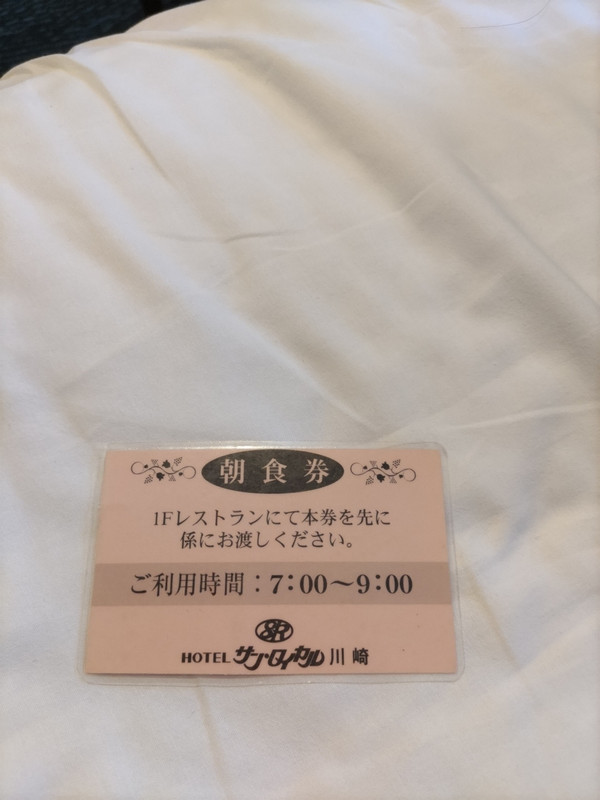 朝食券
1Fレストランにて本券を先に
係にお渡しください。
ご利用時間：7：00～9：00
SR
HOTEL サン・ロイヤル 川崎